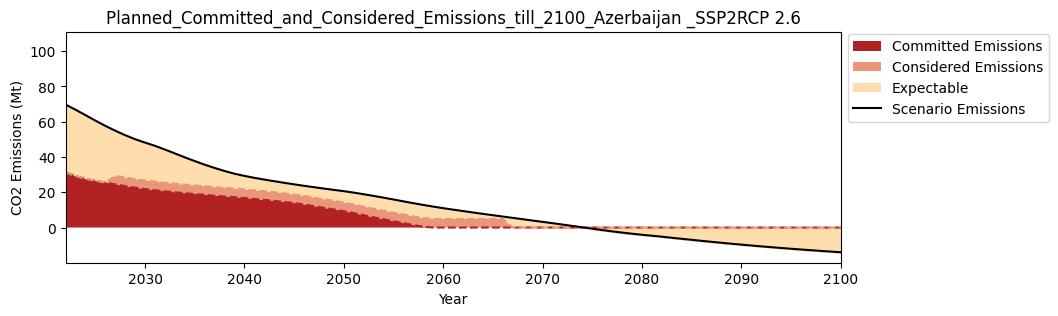 Planned_Committed_and_Considered_Emissions_till_2100_Azerbaijan _SSP2RCP 2.6
100
80
60
40
20
0
CO2 Emissions (Mt)
2030
2040
2050
2060
2070
2080
2090
2100
Year
Committed Emissions
Considered Emissions
Expectable
Scenario Emissions